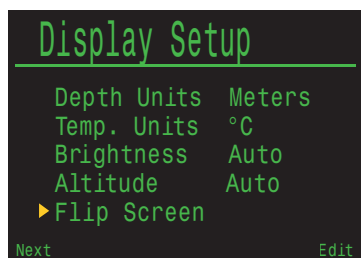 Display Setup
Depth Units Meters
Temp. Units °C
Brightness Auto
Altitude Auto
Flip Screen
Next Edit